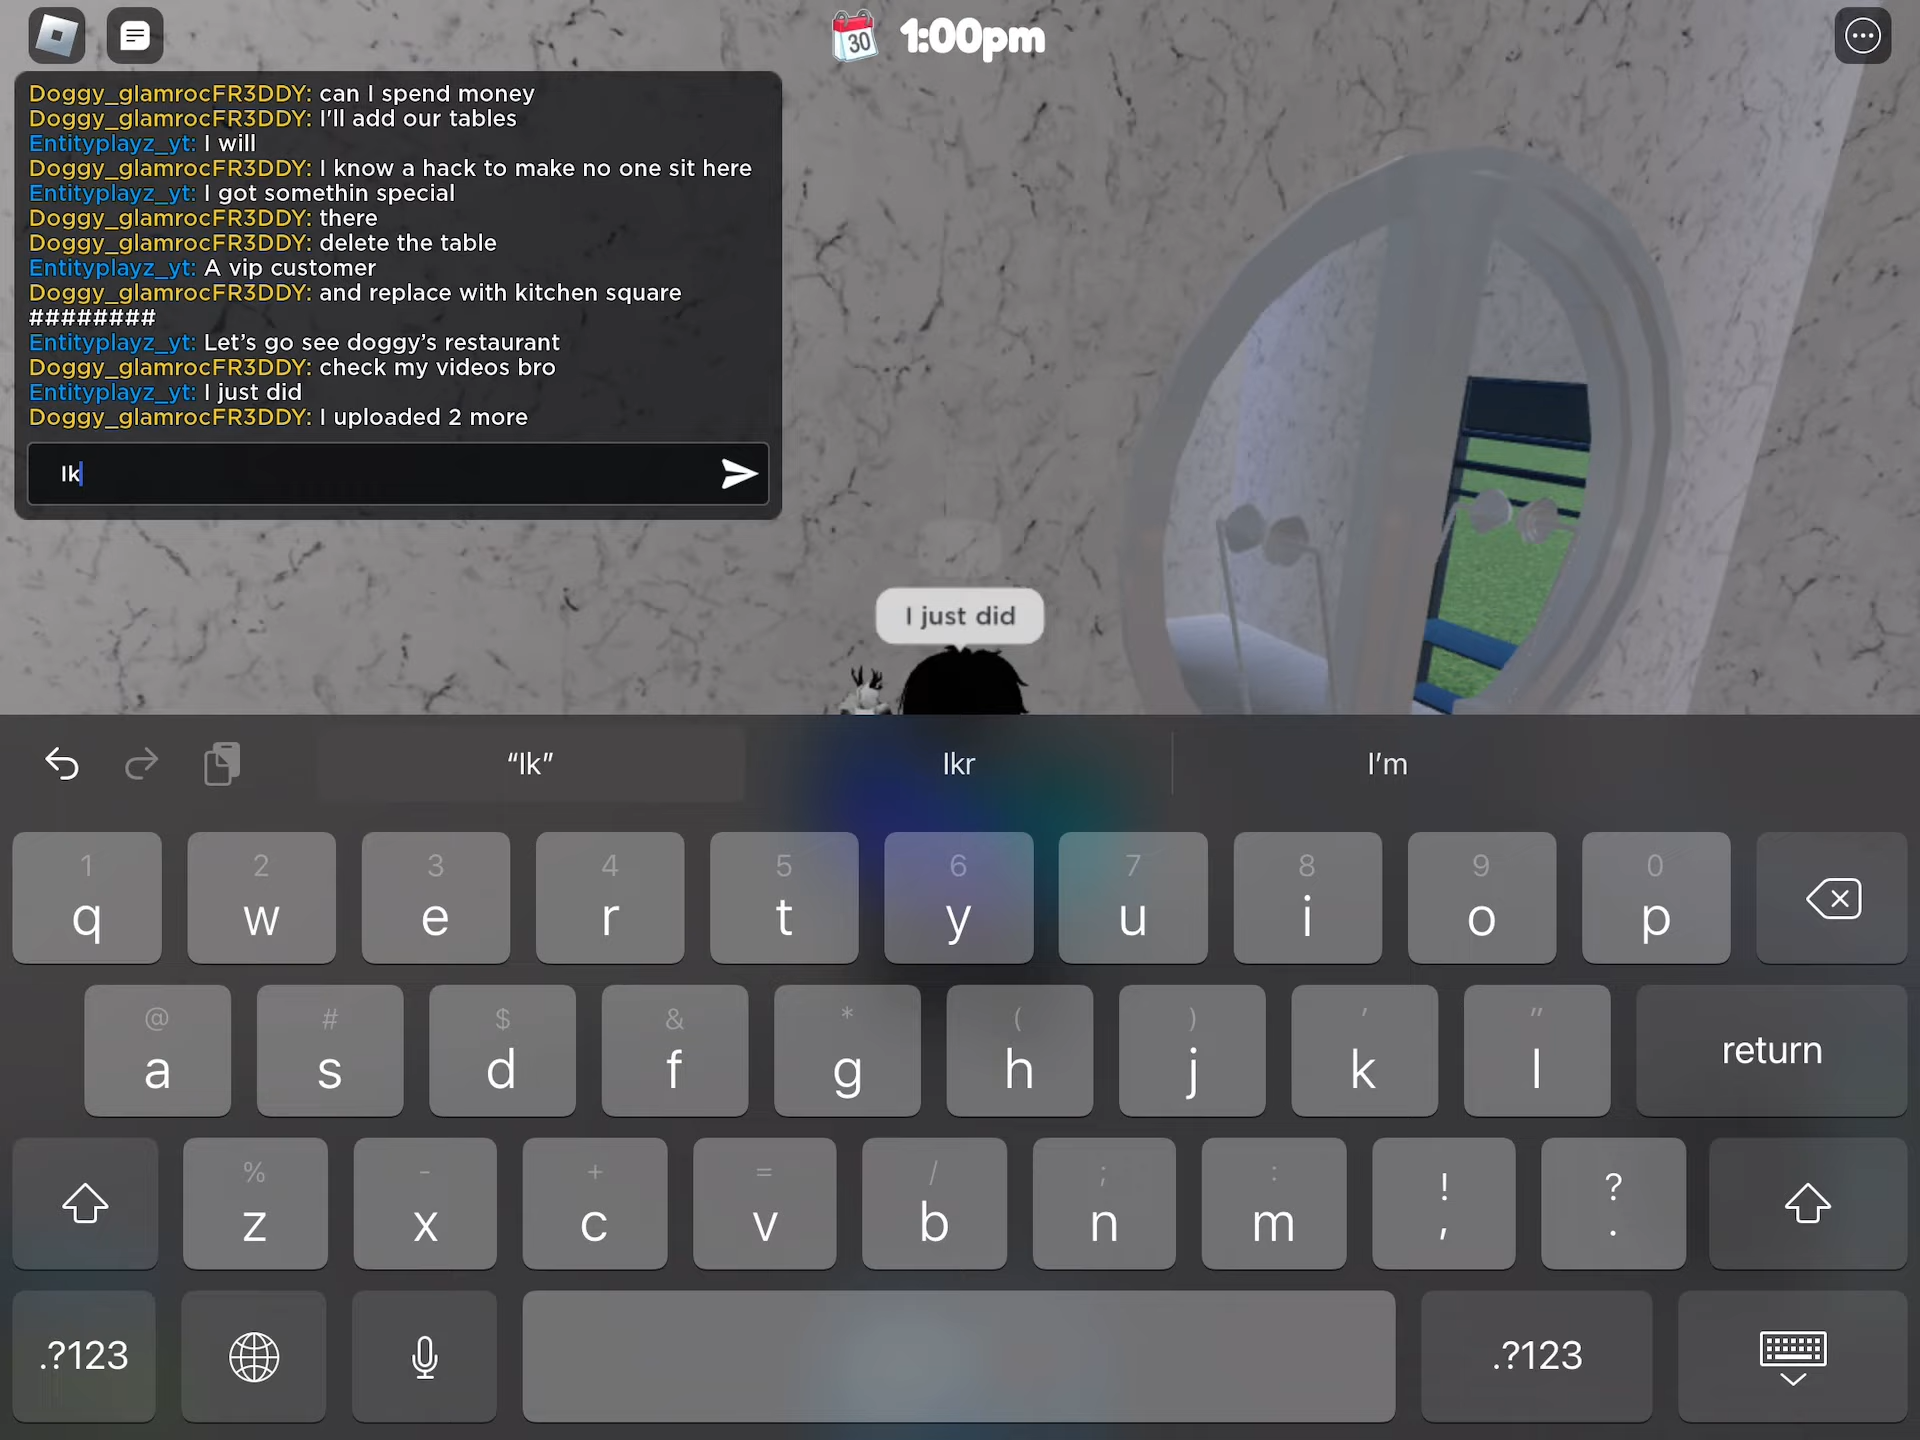 30 1:00pm
Doggy_glamrocFR3DDY: can I spend money
Doggy_glamrocFR3DDY: I'll add our tables
Entityplayz_yt: I will
Doggy_glamrocFR3DDY: I know a hack to make no one sit here
Entityplayz_yt: I got somethin special
Doggy_glamrocFR3DDY: there
Doggy_glamrocFR3DDY: delete the table
Entityplayz_yt: A vip customer
Doggy_glamrocFR3DDY: and replace with kitchen square
########
Entityplayz_yt: Let’s go see doggy’s restaurant
Doggy_glamrocFR3DDY: check my videos bro
Entityplayz_yt: I just did
Doggy_glamrocFR3DDY: I uploaded 2 more
Ik
I just did
“Ik” Ikr I’m
1 2 3 4 5 6 7 8 9 0
q w e r t y u i o p
@ # $ & * ( ) ’ ”
a s d f g h j k l return
% - + = / ; : ! ?
z x c v b n m , .
.?123 .?123